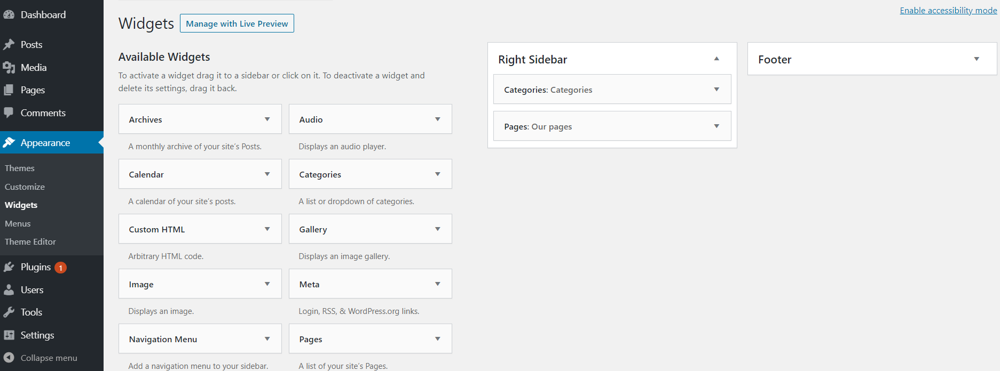 Dashboard
Posts
Media
Pages
Comments
Appearance
Themes
Customize
Widgets
Menus
Theme Editor
Plugins 1
Users
Tools
Settings
Collapse menu
Enable accessibility mode
Widgets
Manage with Live Preview
Available Widgets
To activate a widget drag it to a sidebar or click on it. To deactivate a widget and
delete its settings, drag it back.
Archives
A monthly archive of your site’s Posts.
Audio
Displays an audio player.
Calendar
A calendar of your site’s posts.
Categories
A list or dropdown of categories.
Custom HTML
Arbitrary HTML code.
Gallery
Displays an image gallery.
Image
Displays an image.
Meta
Login, RSS, & WordPress.org links.
Navigation Menu
Add a navigation menu to your sidebar.
Pages
A list of your site’s Pages.
Right Sidebar
Categories: Categories
Pages: Our pages
Footer